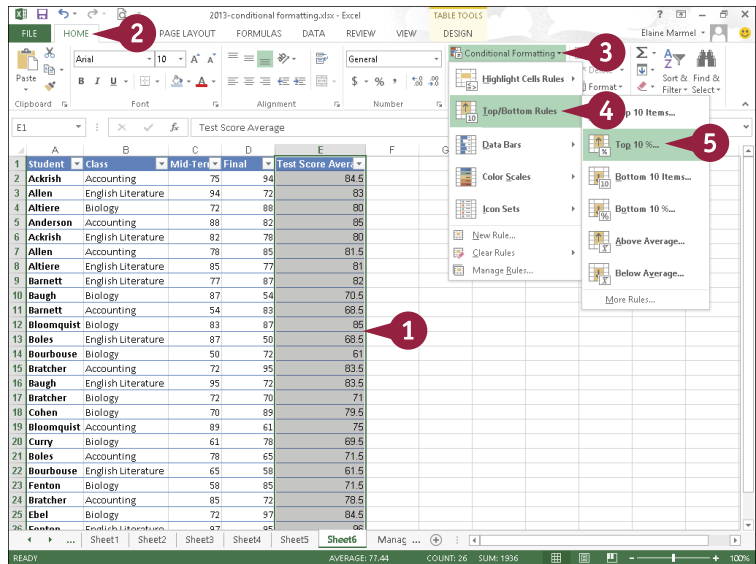 2013-conditional formatting.xlsx - Excel
TABLE TOOLS
FILE HOME PAGE LAYOUT FORMULAS DATA REVIEW VIEW DESIGN
Elaine Marmel
2
Paste
Clipboard
Arial 10
B I U
Font
Alignment
General
$ % ,
Number
Conditional Formatting
3
Format
Sort & Filter
Find & Select
Highlight Cells Rules
Top/Bottom Rules
4
Data Bars
Color Scales
Icon Sets
New Rule...
Clear Rules
Manage Rules...
10 Items...
Top 10 %...
5
Bottom 10 Items...
Bottom 10 %...
Above Average...
Below Average...
More Rules...
E1 fx Test Score Average
A B C D E F G
1 Student Class Mid-Term Final Test Score Avera
2 Ackrish Accounting 75 94 84.5
3 Allen English Literature 94 72 83
4 Altiere Biology 72 88 80
5 Anderson Accounting 88 82 85
6 Ackrish English Literature 82 78 80
7 Allen Accounting 78 85 81.5
8 Altiere English Literature 85 77 81
9 Barnett English Literature 77 87 82
10 Baugh Biology 87 54 70.5
11 Barnett Accounting 54 83 68.5
12 Bloomquist Biology 83 87 85
13 Boles English Literature 87 50 68.5
14 Bourbouse Biology 50 72 61
15 Bratcher Accounting 72 95 83.5
16 Baugh English Literature 95 72 83.5
17 Bratcher Biology 72 70 71
18 Cohen Biology 70 89 79.5
19 Bloomquist Accounting 89 61 75
20 Curry Biology 61 78 69.5
21 Boles Accounting 78 65 71.5
22 Bourbouse English Literature 65 58 61.5
23 Fenton Biology 58 85 71.5
24 Bratcher Accounting 85 72 78.5
25 Ebel Biology 72 97 84.5
26 Fenton English Literature 97 95 96
1
... Sheet1 Sheet2 Sheet3 Sheet4 Sheet5 Sheet6 Manag ...
READY AVERAGE: 77.44 COUNT: 26 SUM: 1936 100%